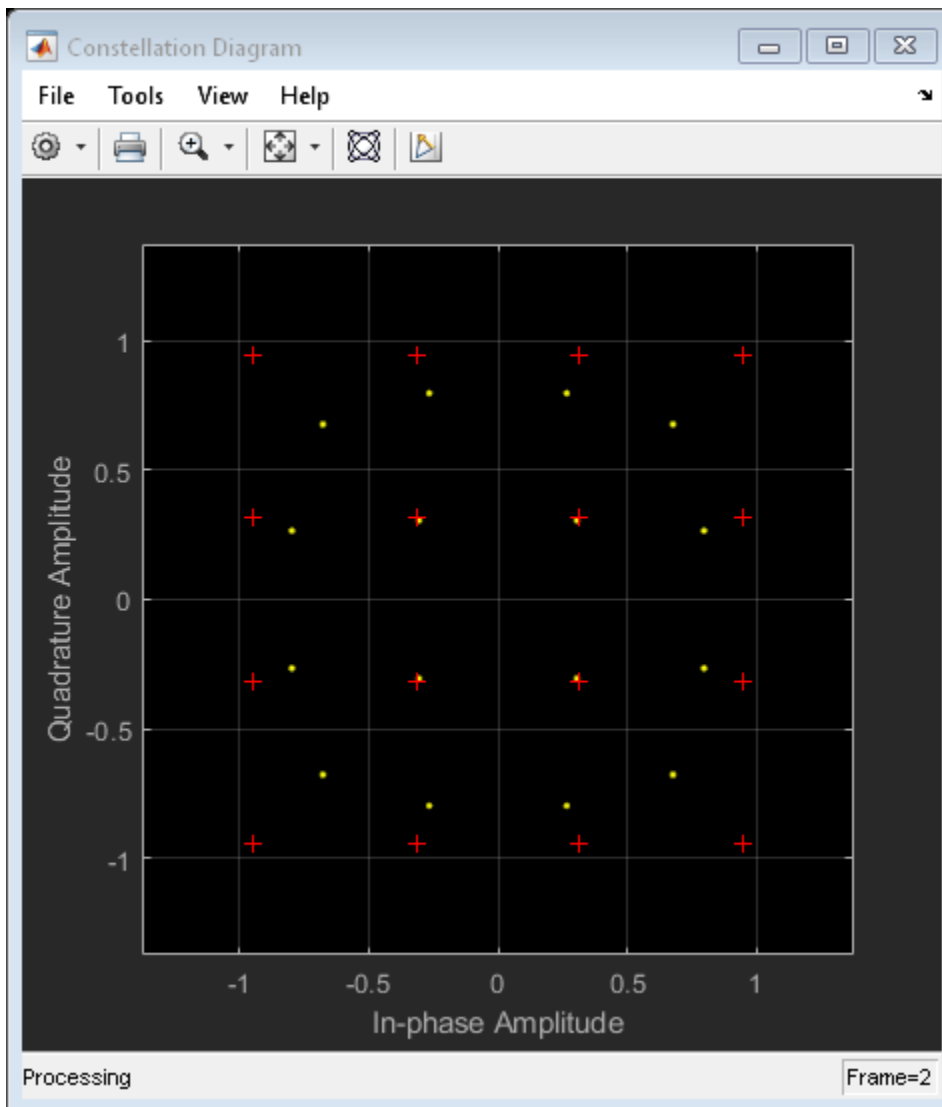 Constellation Diagram
File Tools View Help
1
0.5
0
-0.5
-1
Quadrature Amplitude
-1 -0.5 0 0.5 1
In-phase Amplitude
Processing Frame=2